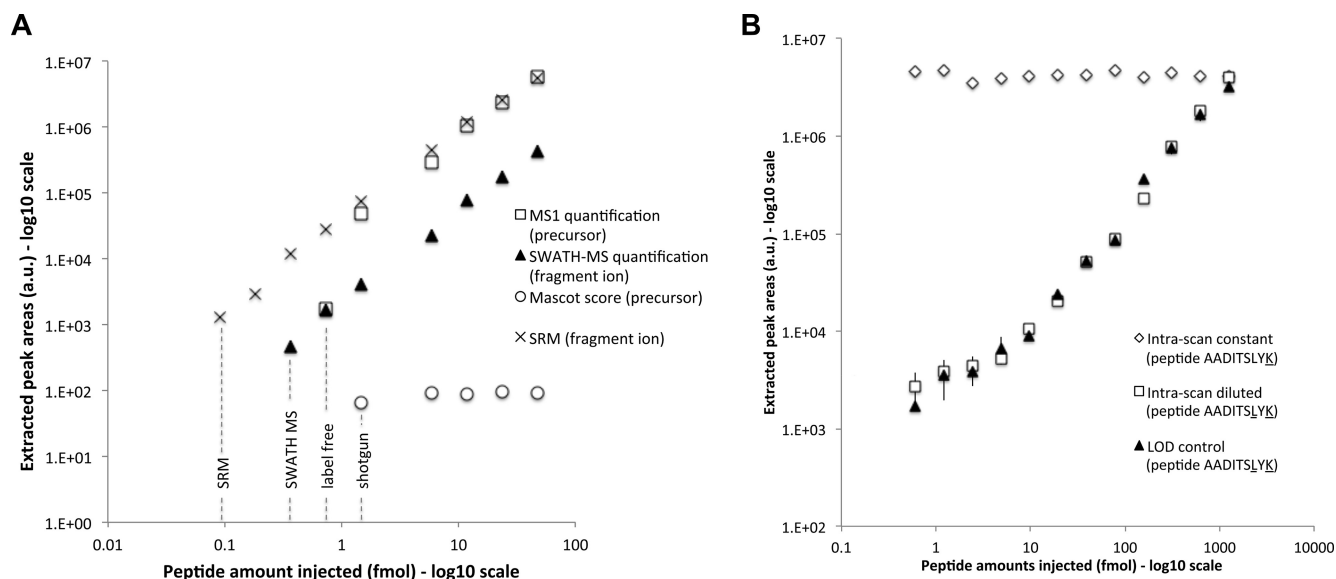 A
Extracted peak areas (a.u.) - log10 scale
1.E+07
1.E+06
1.E+05
1.E+04
1.E+03
1.E+02
1.E+01
1.E+00
0.01
0.1
1
10
100
Peptide amount injected (fmol) - log10 scale
SRM
SWATH MS
label free
shotgun
MS1 quantification
(precursor)
SWATH-MS quantification
(fragment ion)
Mascot score (precursor)
SRM (fragment ion)
B
Extracted peak areas (a.u.) - log10 scale
1.E+07
1.E+06
1.E+05
1.E+04
1.E+03
1.E+02
0.1
1
10
100
1000
10000
Peptide amounts injected (fmol) - log10 scale
Intra-scan constant
(peptide AADITSLYK)
Intra-scan diluted
(peptide AADITSLYK)
LOD control
(peptide AADITSLYK)